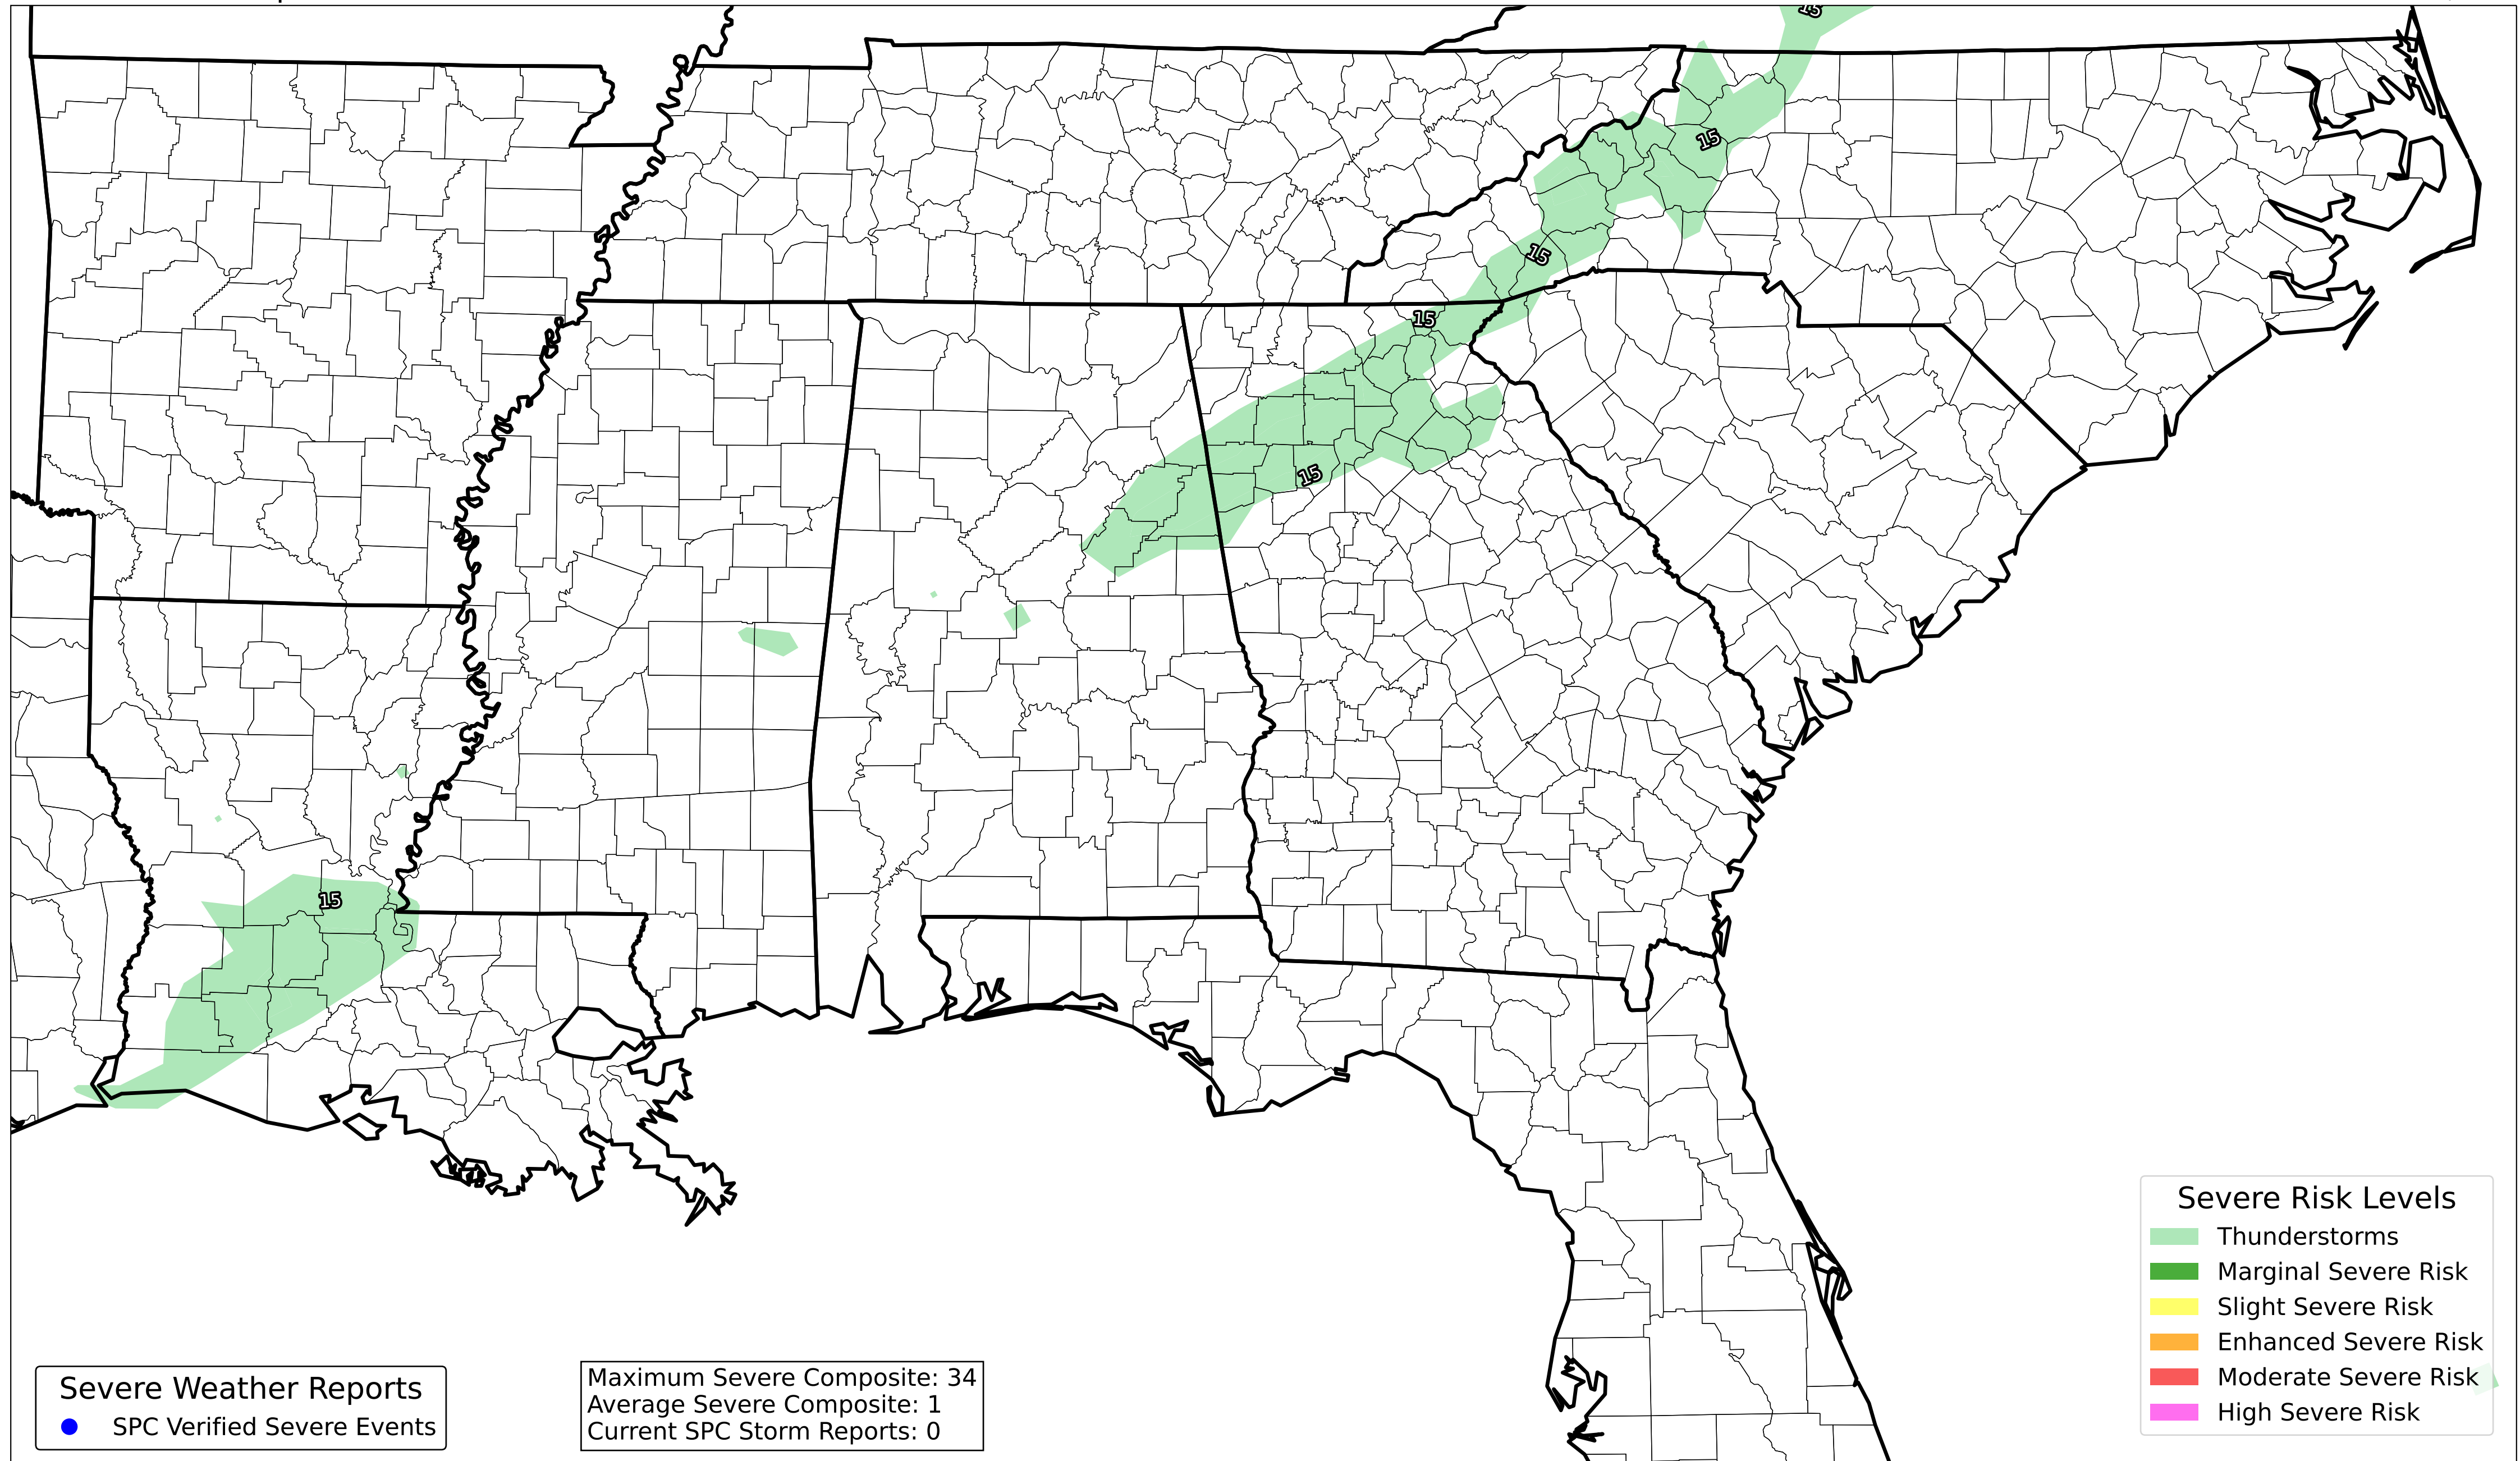 15
15
15
15
15
15
Severe Risk Levels
Thunderstorms
Marginal Severe Risk
Slight Severe Risk
Enhanced Severe Risk
Moderate Severe Risk
High Severe Risk
Severe Weather Reports
SPC Verified Severe Events
Maximum Severe Composite: 34
Average Severe Composite: 1
Current SPC Storm Reports: 0